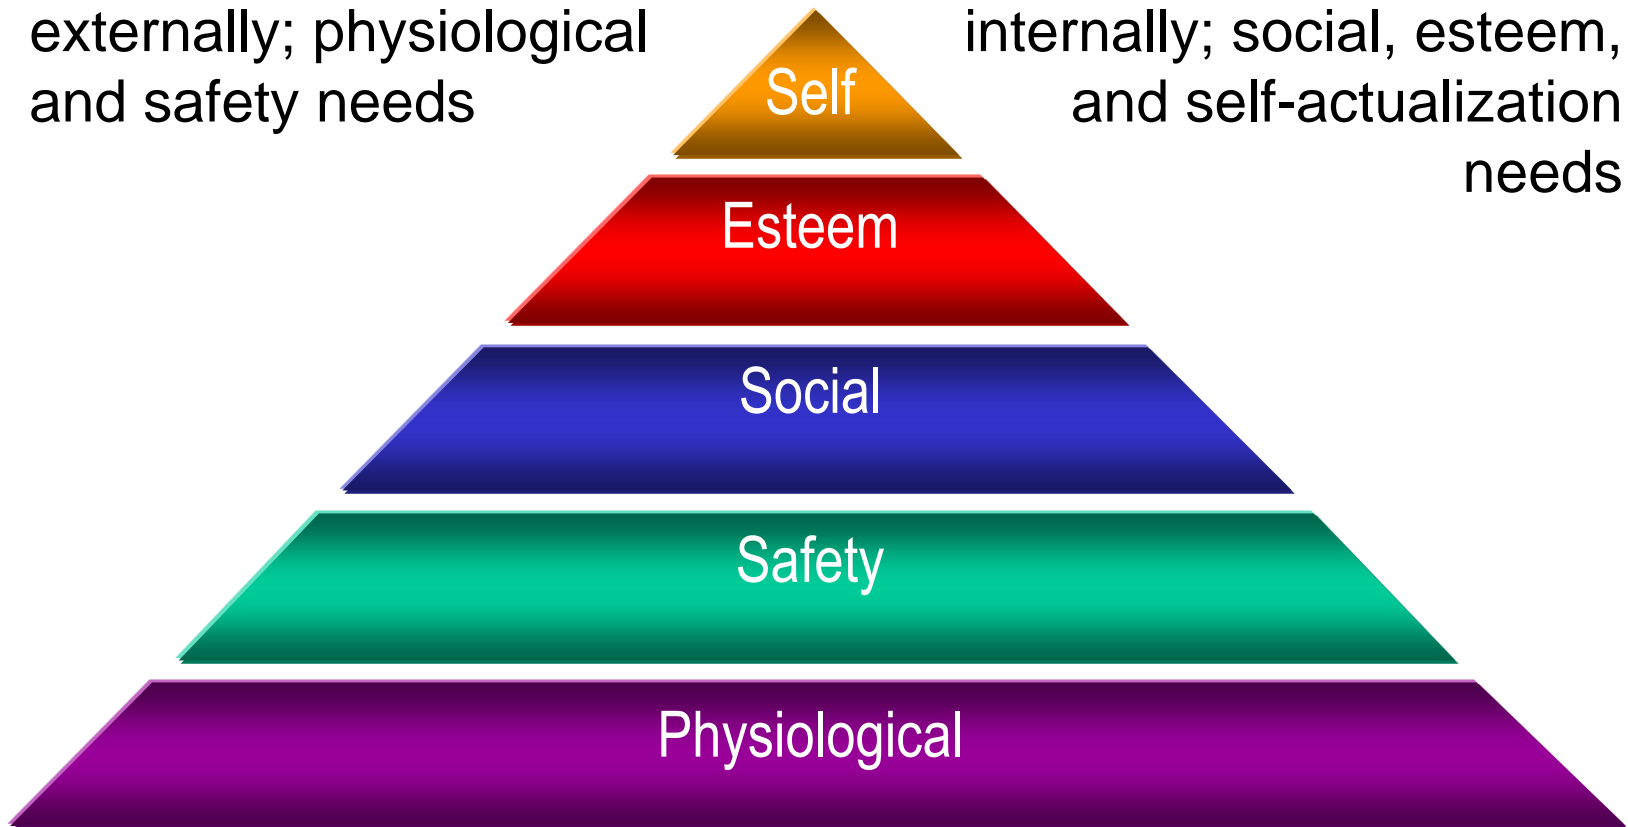 externally; physiological
and safety needs
internally; social, esteem,
and self-actualization
needs
Self
Esteem
Social
Safety
Physiological